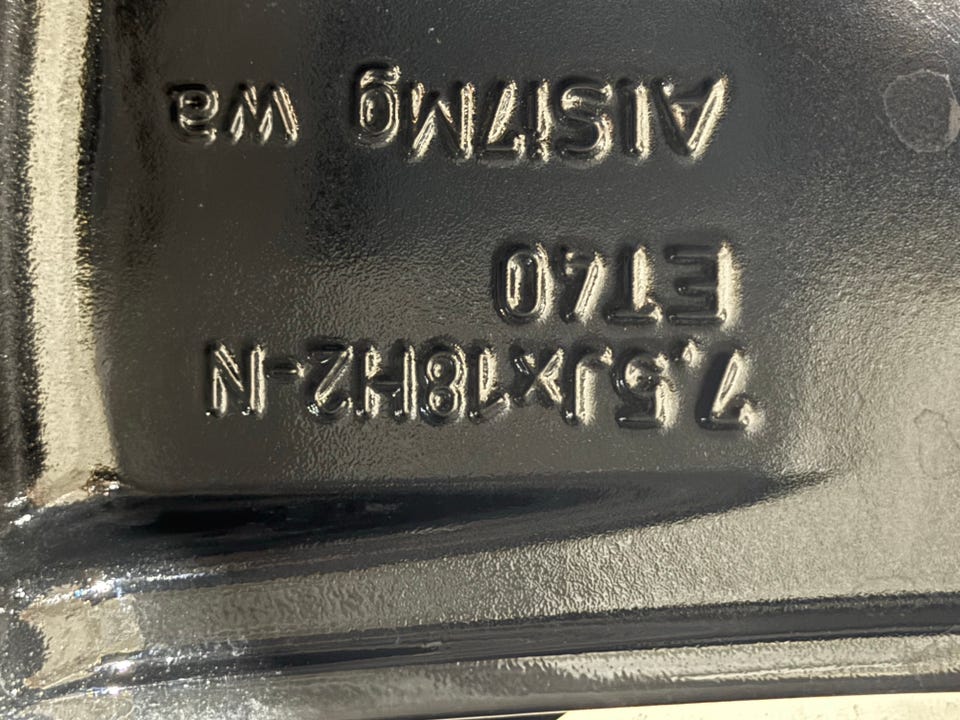 7,5Jx18H2-N
ET40
AlSi7Mg wa